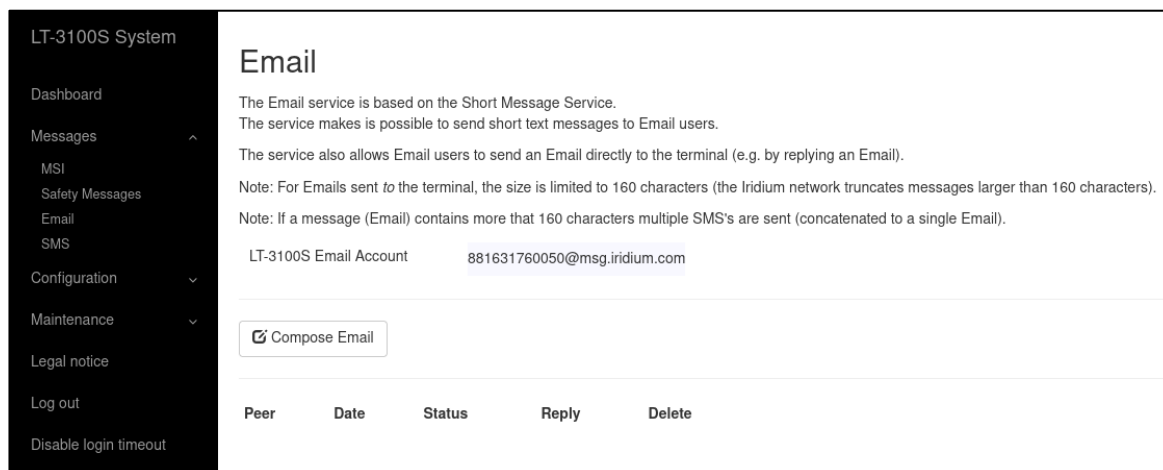 LT-3100S System
Dashboard
Messages
MSI
Safety Messages
Email
SMS
Configuration
Maintenance
Legal notice
Log out
Disable login timeout
Email
The Email service is based on the Short Message Service.
The service makes is possible to send short text messages to Email users.
The service also allows Email users to send an Email directly to the terminal (e.g. by replying an Email).
Note: For Emails sent to the terminal, the size is limited to 160 characters (the Iridium network truncates messages larger than 160 characters).
Note: If a message (Email) contains more that 160 characters multiple SMS's are sent (concatenated to a single Email).
LT-3100S Email Account 881631760050@msg.iridium.com
Compose Email
Peer Date Status Reply Delete